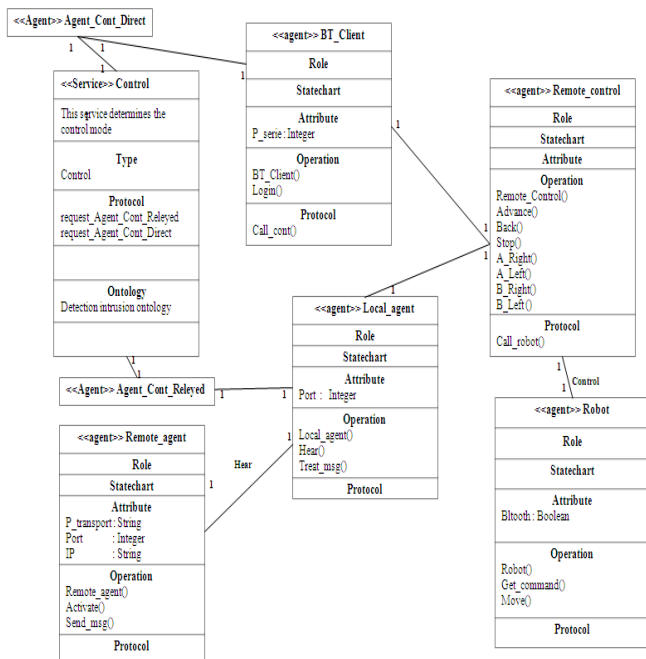 <<Agent>> Agent_Cont_Direct
1
1
1
1
<<Service>> Control
This service determines the
control mode
Type
Control
Protocol
request_Agent_Cont_Releyed
request_Agent_Cont_Direct
Ontology
Detection intrusion ontology
1
1
<<Agent>> Agent_Cont_Releyed
1
1
<<agent>> BT_Client
Role
Statechart
Attribute
P_serie : Integer
Operation
BT_Client()
Login()
Protocol
Call_cont()
1
1
1
1
<<agent>> Remote_control
Role
Statechart
Attribute
Operation
Remote_Control()
Advance()
Back()
Stop()
A_Right()
A_Left()
B_Right()
B_Left()
Protocol
Call_robot()
1
Control
1
<<agent>> Local_agent
Role
Statechart
Attribute
Port : Integer
Operation
Local_agent()
Hear()
Treat_msg()
Protocol
1
Hear
1
<<agent>> Remote_agent
Role
Statechart
Attribute
P_transport : String
Port : Integer
IP : String
Operation
Remote_agent()
Activate()
Send_msg()
Protocol
<<agent>> Robot
Role
Statechart
Attribute
Bltooth : Boolean
Operation
Robot()
Get_command()
Move()
Protocol